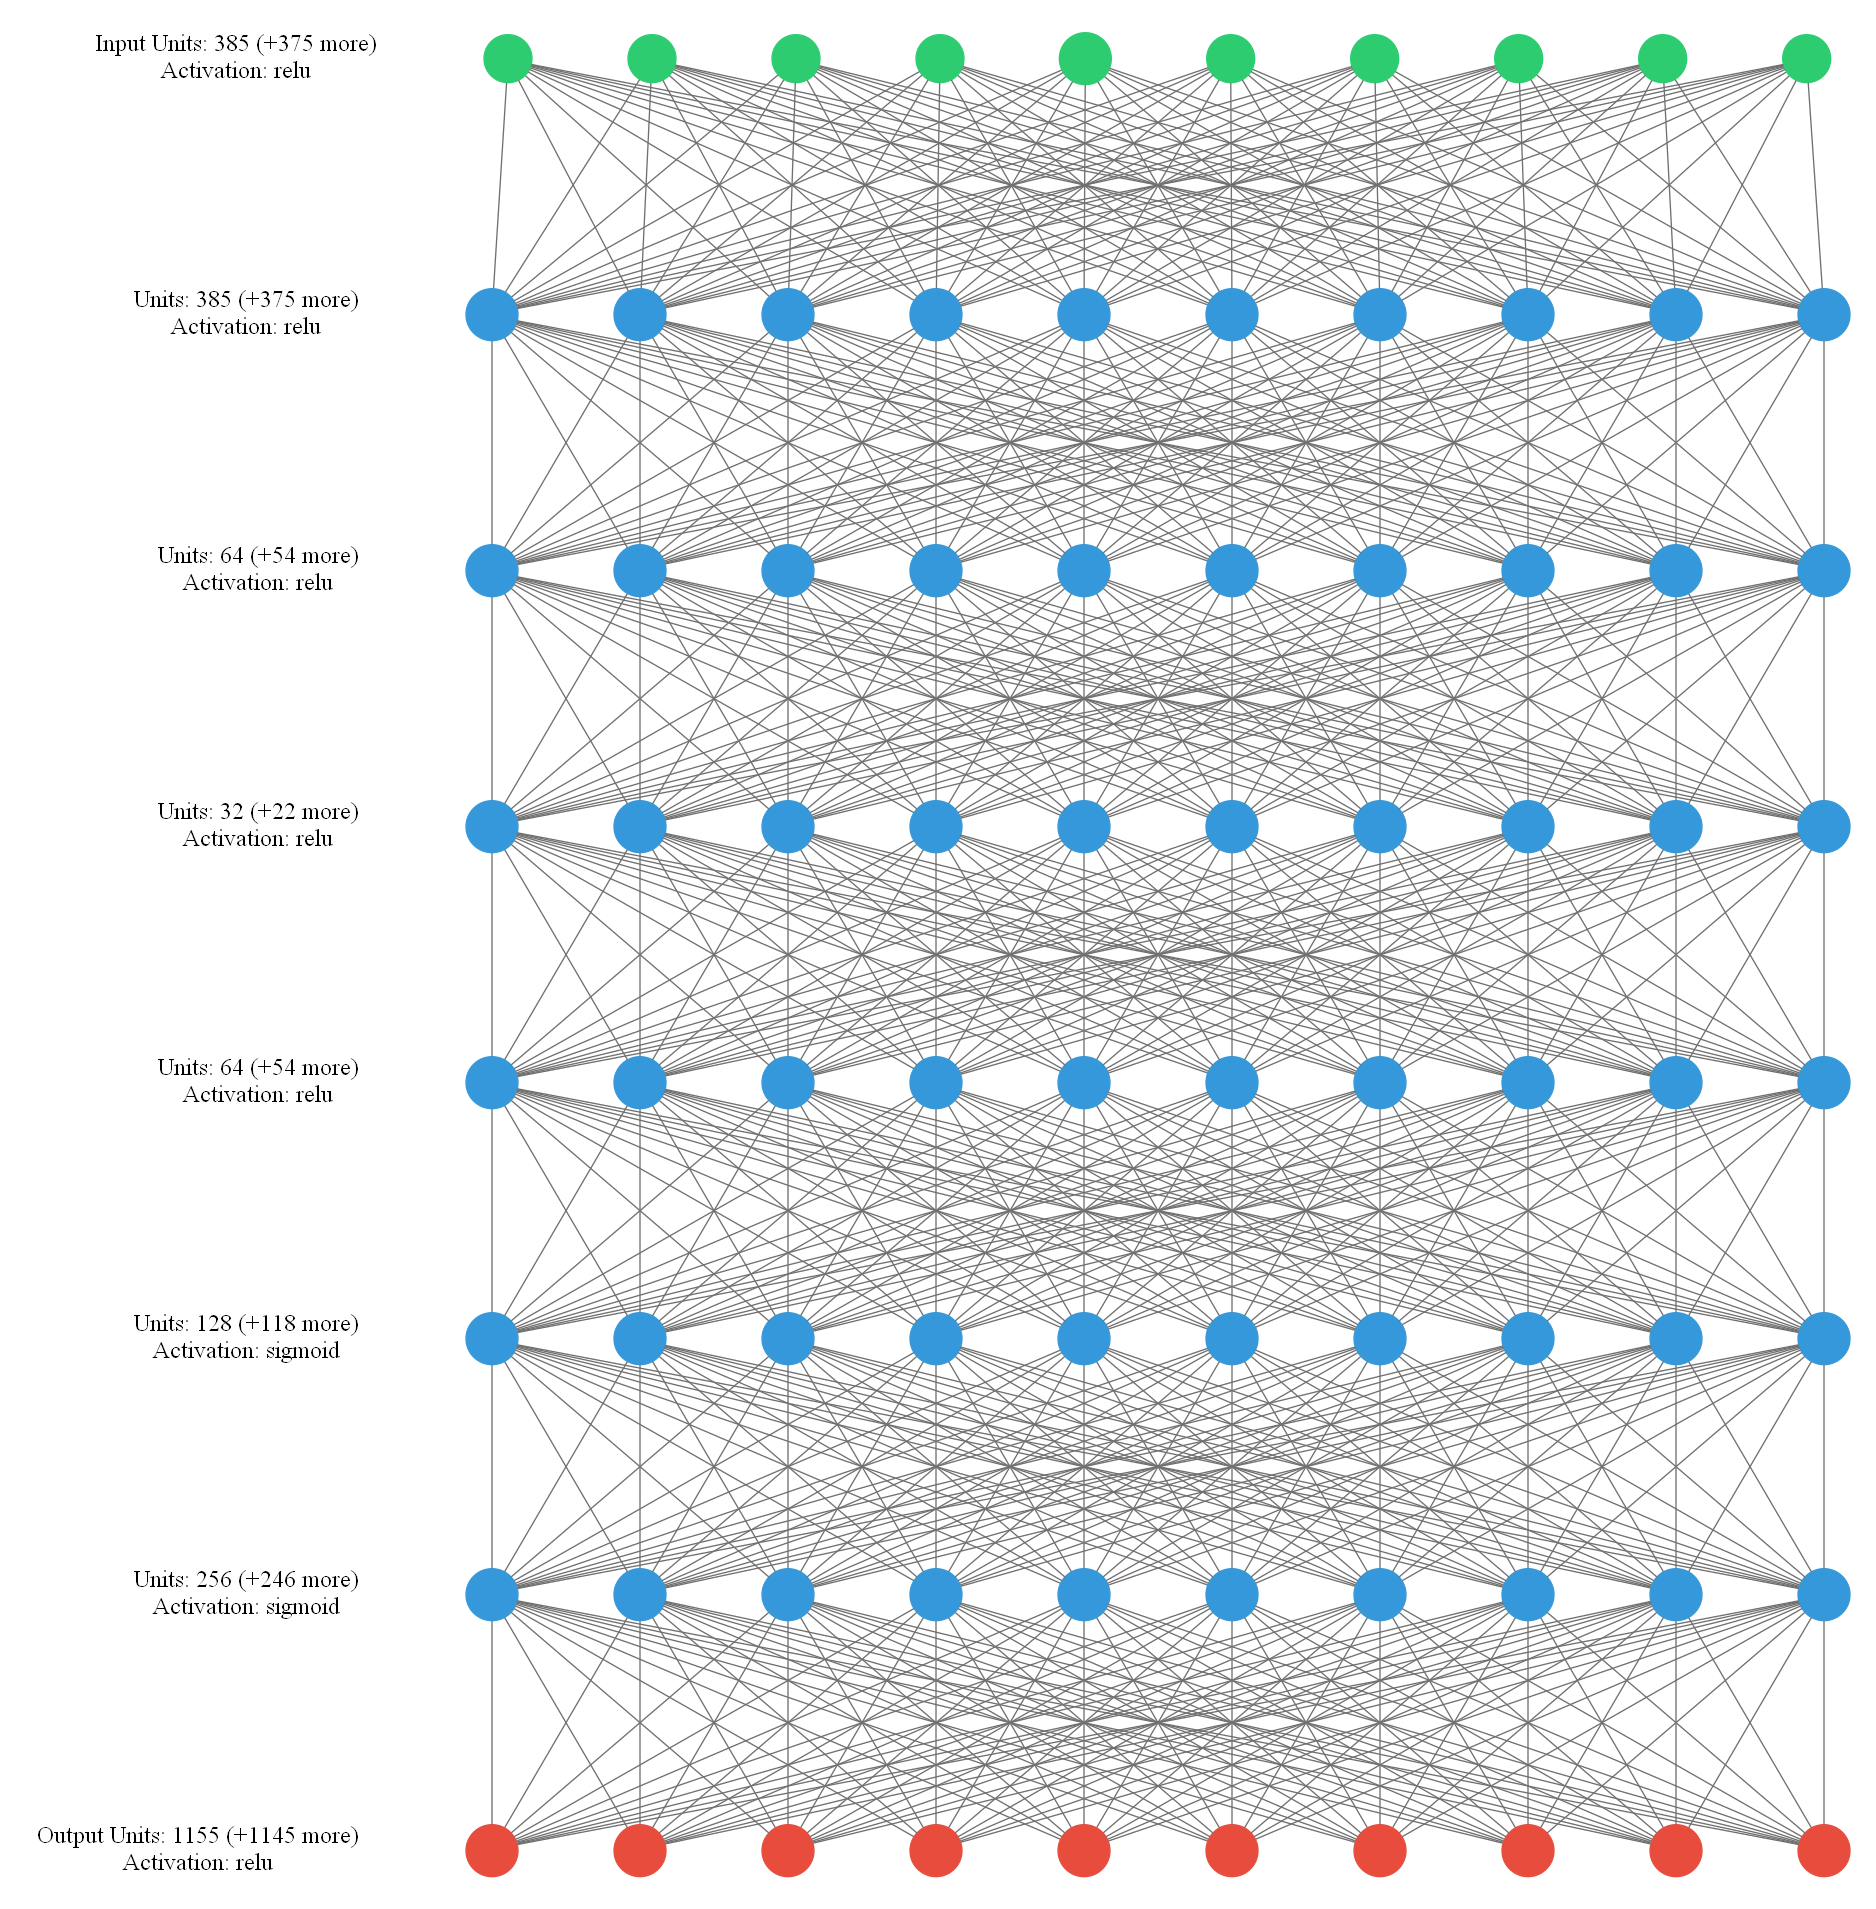 Input Units: 385 (+375 more)
Activation: relu
Units: 385 (+375 more)
Activation: relu
Units: 64 (+54 more)
Activation: relu
Units: 32 (+22 more)
Activation: relu
Units: 64 (+54 more)
Activation: relu
Units: 128 (+118 more)
Activation: sigmoid
Units: 256 (+246 more)
Activation: sigmoid
Output Units: 1155 (+1145 more)
Activation: relu